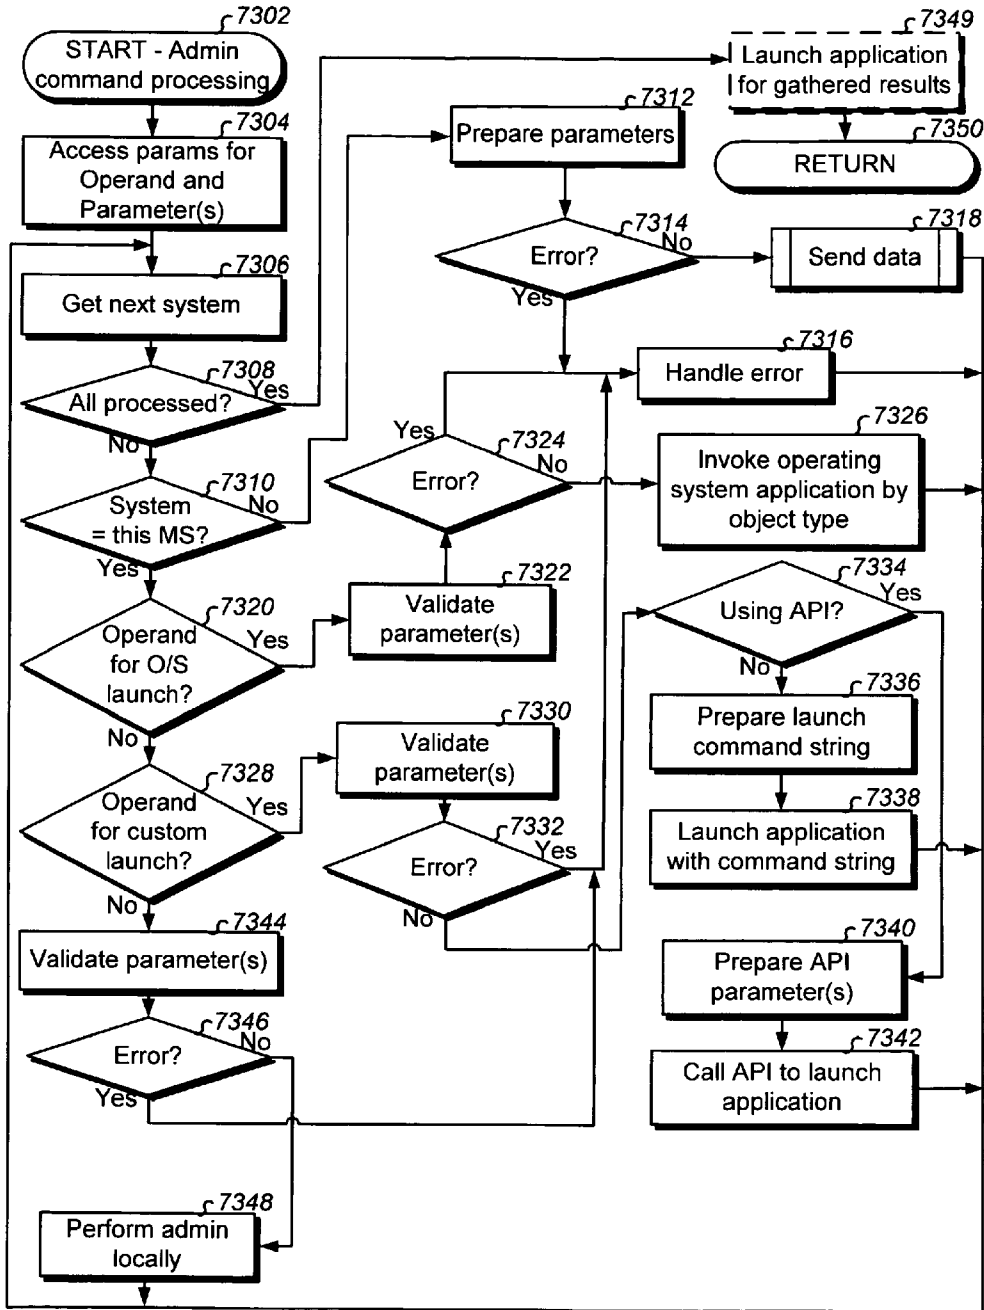 7302
START - Admin
command processing
7304
Access params for
Operand and
Parameter(s)
7306
Get next system
7308
All processed?
Yes
No
7310
System
= this MS?
No
Yes
7320
Operand
for O/S
launch?
Yes
No
7328
Operand
for custom
launch?
Yes
No
7344
Validate parameter(s)
7346
Error?
No
Yes
7348
Perform admin
locally
7312
Prepare parameters
7314
Error?
No
Yes
7324
Error?
Yes
No
7322
Validate
parameter(s)
7330
Validate
parameter(s)
7332
Error?
Yes
No
7349
Launch application
for gathered results
7350
RETURN
7318
Send data
7316
Handle error
7326
Invoke operating
system application by
object type
7334
Using API?
Yes
No
7336
Prepare launch
command string
7338
Launch application
with command string
7340
Prepare API
parameter(s)
7342
Call API to launch
application